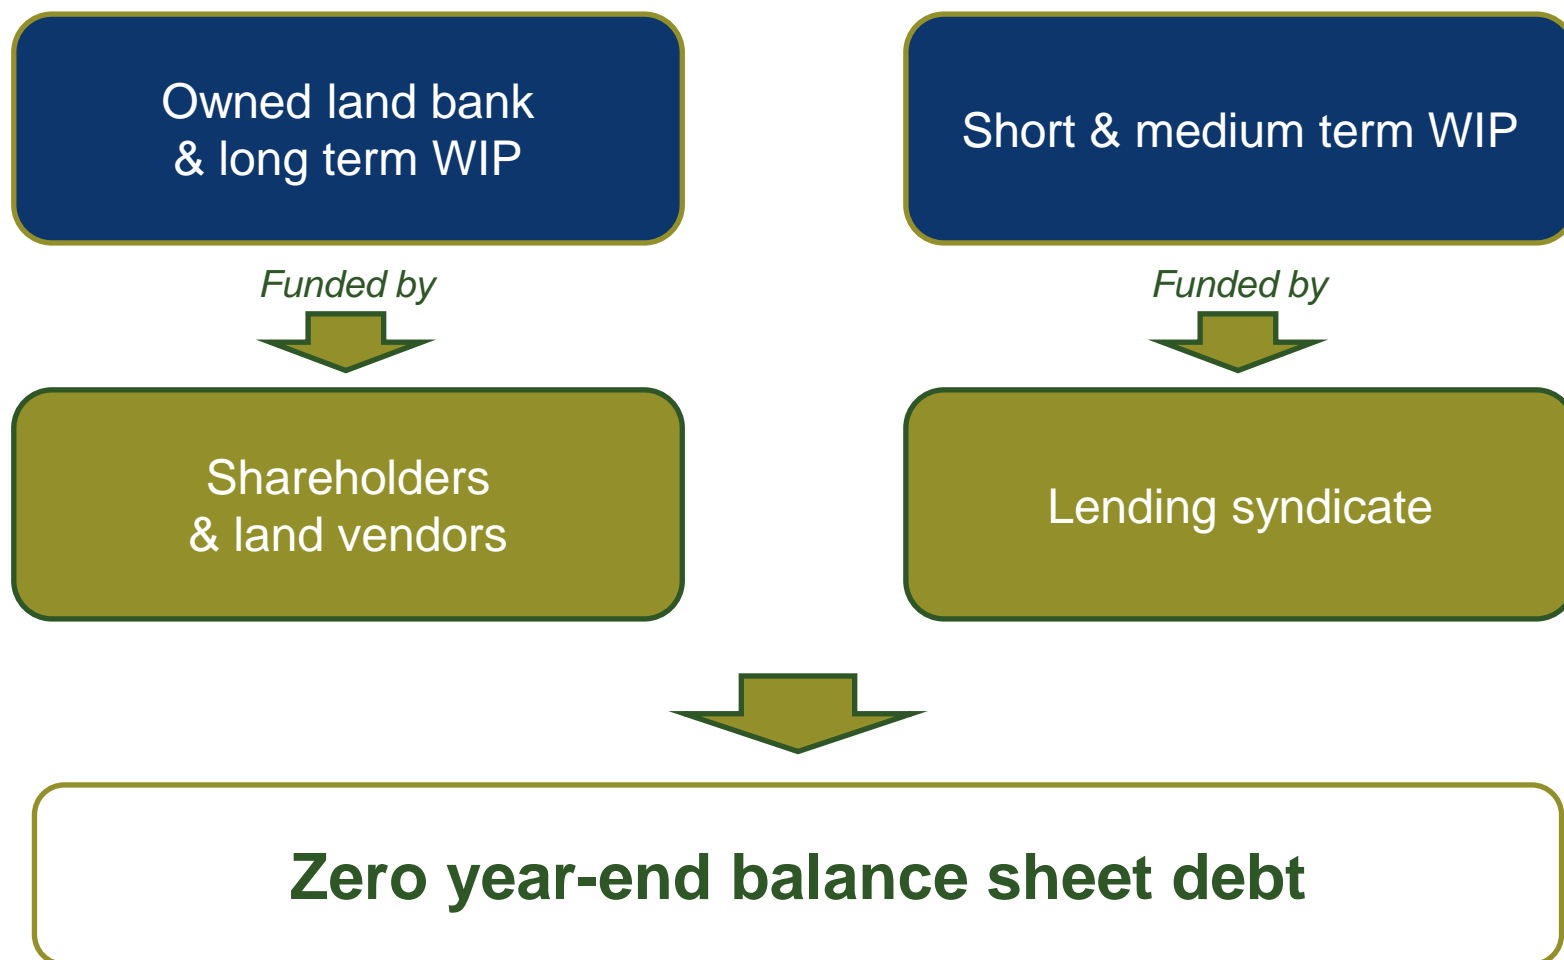 Owned land bank
& long term WIP
Short & medium term WIP
Funded by
Funded by
Shareholders
& land vendors
Lending syndicate
Zero year-end balance sheet debt